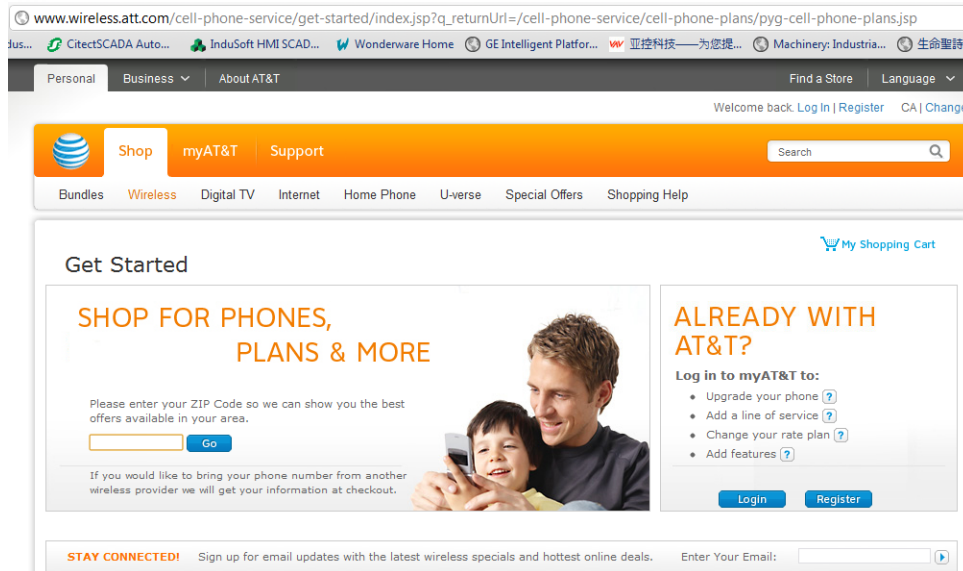 www.wireless.att.com/cell-phone-service/get-started/index.jsp?q_returnUrl=/cell-phone-service/cell-phone-plans/pyg-cell-phone-plans.jsp
dus... CitectSCADA Auto... InduSoft HMI SCAD... Wonderware Home GE Intelligent Platfor... 亚控科技——为您提... Machinery: Industria... 生命聖詩
Personal Business About AT&T Find a Store Language
Welcome back. Log In | Register CA | Change
Shop myAT&T Support Search
Bundles Wireless Digital TV Internet Home Phone U-verse Special Offers Shopping Help
My Shopping Cart
Get Started
SHOP FOR PHONES,
PLANS & MORE
Please enter your ZIP Code so we can show you the best
offers available in your area.
Go
If you would like to bring your phone number from another
wireless provider we will get your information at checkout.
ALREADY WITH
AT&T?
Log in to myAT&T to:
• Upgrade your phone ?
• Add a line of service ?
• Change your rate plan ?
• Add features ?
Login Register
STAY CONNECTED! Sign up for email updates with the latest wireless specials and hottest online deals. Enter Your Email: